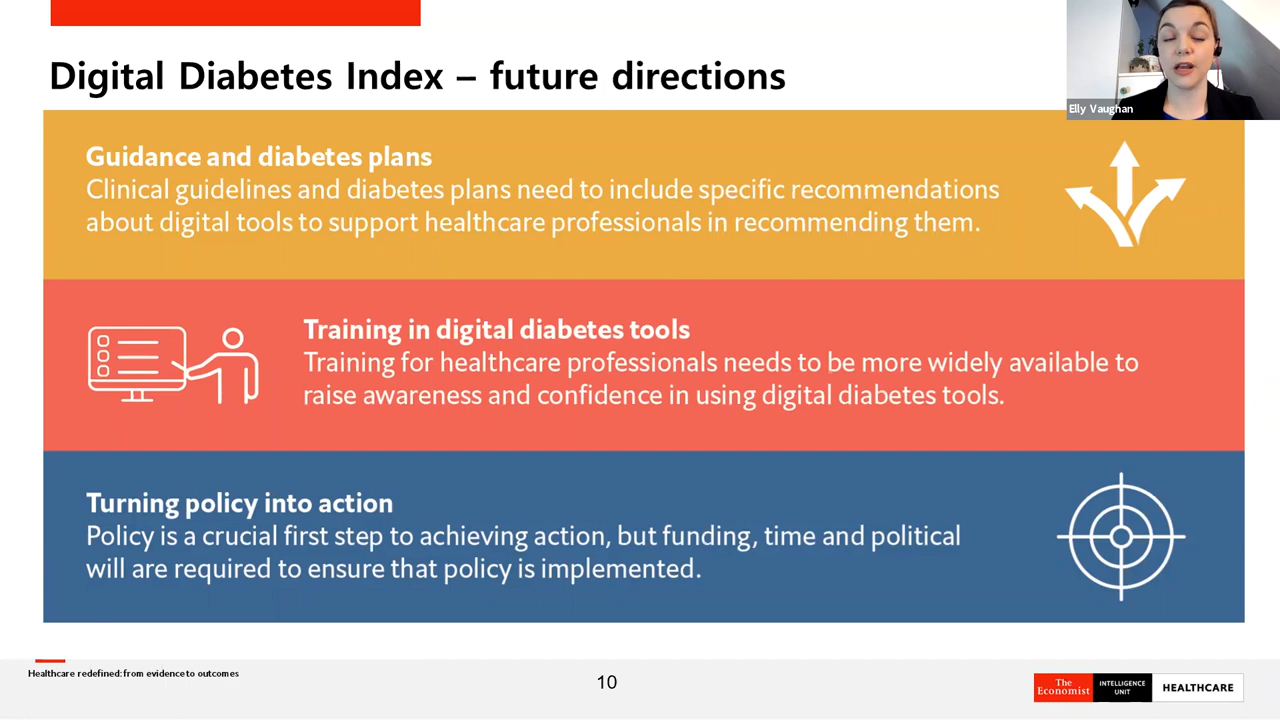 Digital Diabetes Index – future directions
Elly Vaughan
Guidance and diabetes plans
Clinical guidelines and diabetes plans need to include specific recommendations
about digital tools to support healthcare professionals in recommending them.
Training in digital diabetes tools
Training for healthcare professionals needs to be more widely available to
raise awareness and confidence in using digital diabetes tools.
Turning policy into action
Policy is a crucial first step to achieving action, but funding, time and political
will are required to ensure that policy is implemented.
Healthcare redefined: from evidence to outcomes
10
The
Economist
INTELLIGENCE
UNIT
HEALTHCARE